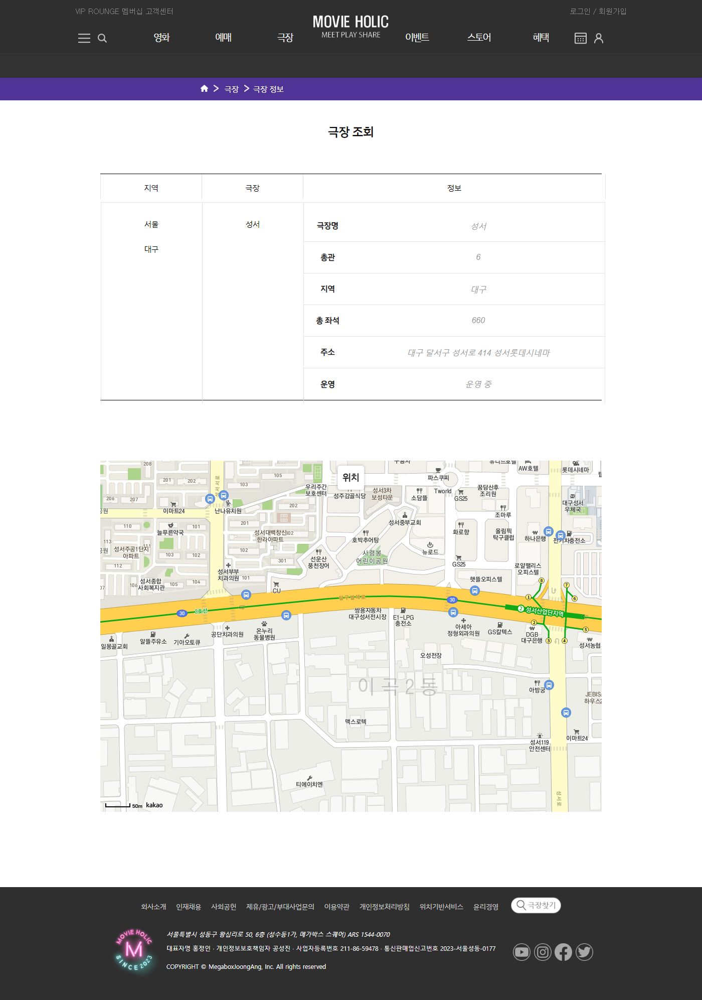 VIP ROUNGE 멤버십 고객센터
로그인 / 회원가입
MOVIE HOLIC
MEET PLAY SHARE
영화 예매 극장 이벤트 스토어 혜택
극장 > 극장 정보
극장 조회
지역 극장 정보
서울
대구
성서
극장명 성서
총관 6
지역 대구
총 좌석 660
주소 대구 달서구 성서로 414 성서롯데시네마
운영 운영 중
위치
208
201
202
105
103
206
207
이마트24
난나유치원
202
우리주간
보호센터
성주감골식당
성서3차
보성타운
파스쿠찌
Tworld
소담뜰
GS25
꿈담산후
조리원
AW호텔
롯데시네마
대구성서
우체국
조마루
성서중부교회
110
늘푸른약국
101
201
성서대백창신
한라아파트
호박추어탕
화로향
올림픽
탁구클럽
하나은행
전기차충전소
113
성서주공1단지
아파트
111
103
102
102
301
112
선운산
풍천장어
사령봉
어린이공원
뉴로드
GS25
로얄팰리스
오피스텔
성서부부
치과의원
101
성서종합
사회복지관
106
105
104
CU
햇뜰오피스텔
달구벌대로
30
2호선
30
쌍용자동차
대구성서전시장
E1-LPG
충전소
2 성서산업단지역
8
7
1
6
2
5
3
4
일몽골교회
알뜰주유소
기아오토큐
공단치과의원
온누리
동물병원
아세아
정형외과의원
GS칼텍스
DGB
대구은행
성서농협
오성전장
이곡2동
아방궁
JEBIS
맥스로텍
성서119
안전센터
이마트24
티에이치엔
성서로
성서로
50m kakao
회사소개 인재채용 사회공헌 제휴/광고/부대사업문의 이용약관 개인정보처리방침 위치기반서비스 윤리경영
극장찾기
MOVIE HOLIC
M
SINCE 2023
서울특별시 성동구 왕십리로 50, 6층 (성수동1가, 메가박스 스퀘어) ARS 1544-0070
대표자명 홍정인 · 개인정보보호책임자 공성진 · 사업자등록번호 211-86-59478 · 통신판매업신고번호 2023-서울성동-0177
COPYRIGHT © MegaboxJoongAng, Inc. All rights reserved